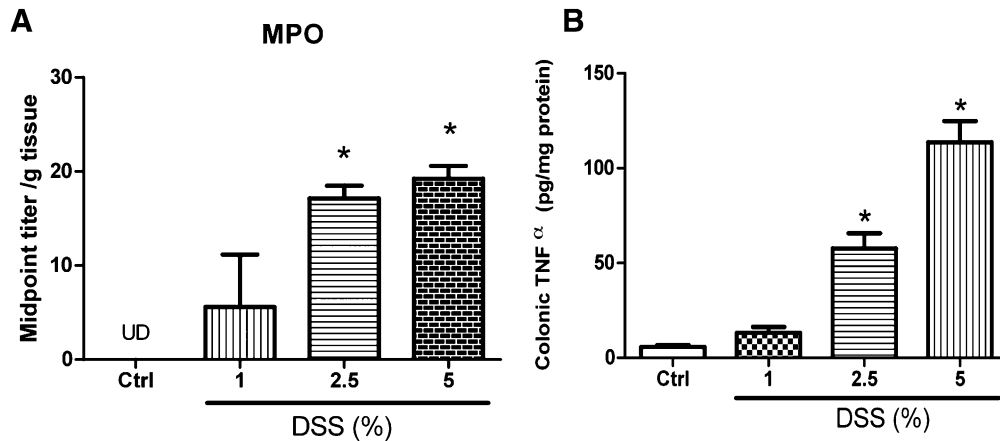 A
MPO
Midpoint titer /g tissue
30
20
10
0
UD
*
*
Ctrl 1 2.5 5
DSS (%)
B
Colonic TNF α (pg/mg protein)
150
100
50
0
*
*
Ctrl 1 2.5 5
DSS (%)